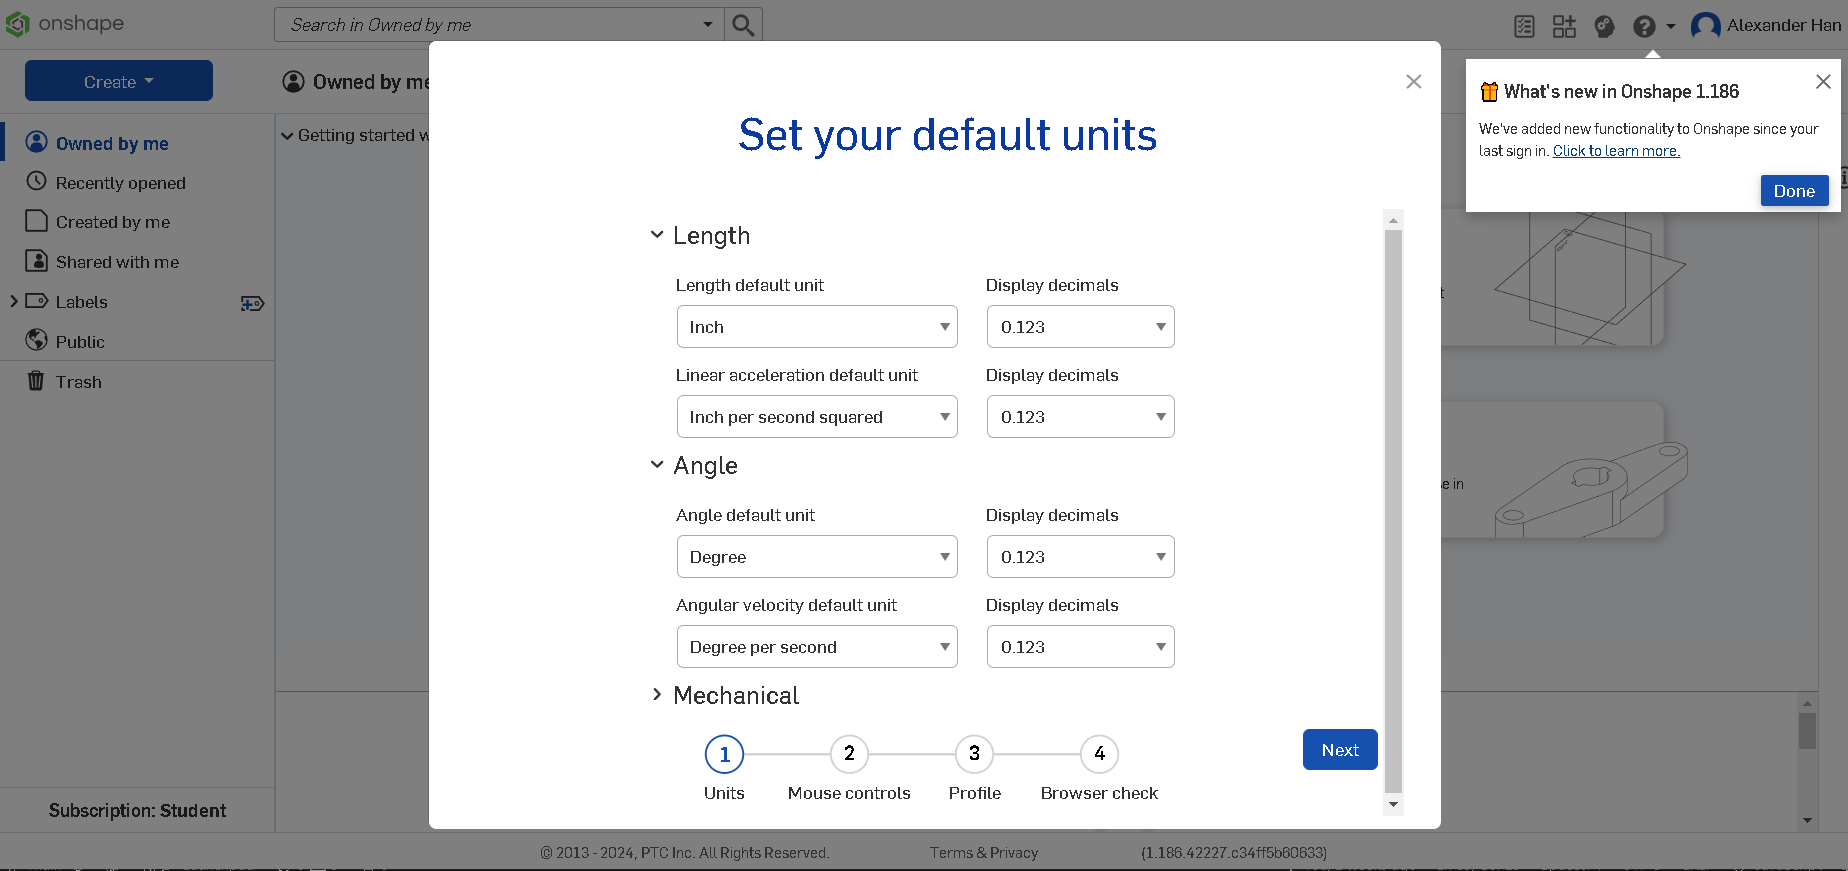 onshape
Search in Owned by me
Alexander Han
Create
Owned by me
Owned by me
Recently opened
Created by me
Shared with me
Labels
Public
Trash
Subscription: Student
Getting started
Set your default units
Length
Length default unit
Display decimals
Inch
0.123
Linear acceleration default unit
Display decimals
Inch per second squared
0.123
Angle
Angle default unit
Display decimals
Degree
0.123
Angular velocity default unit
Display decimals
Degree per second
0.123
Mechanical
1
2
3
4
Units
Mouse controls
Profile
Browser check
Next
What's new in Onshape 1.186
We've added new functionality to Onshape since your
last sign in. Click to learn more.
Done
in
© 2013 - 2024, PTC Inc. All Rights Reserved.
Terms & Privacy
(1.186.42227.c34ff5b60633)